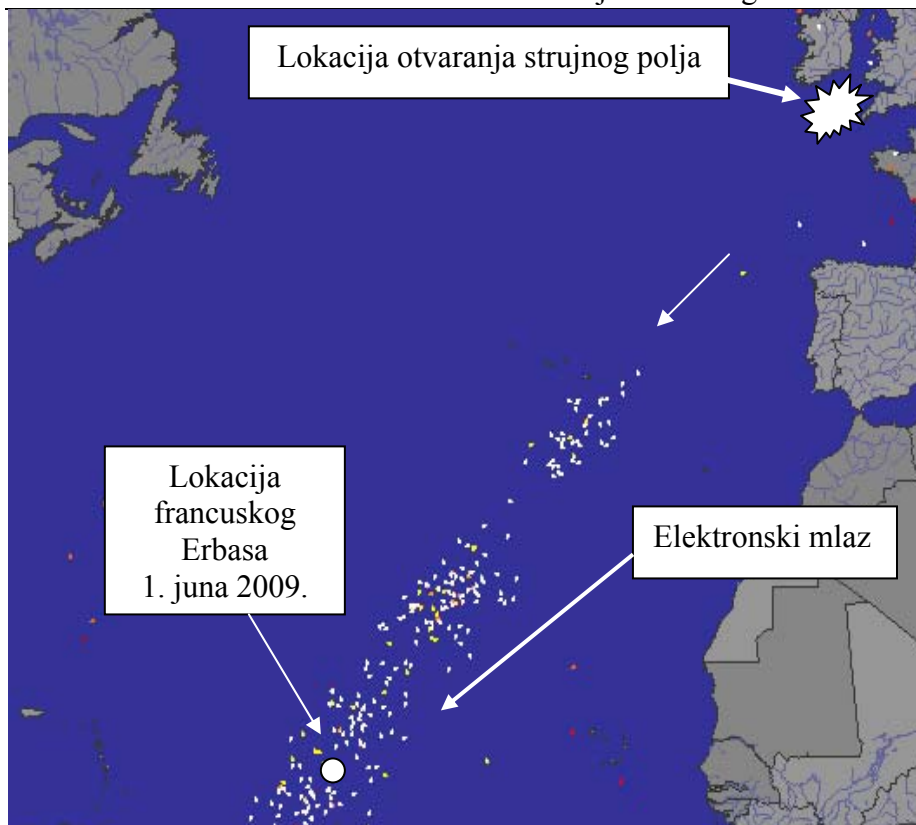 Lokacija otvaranja strujnog polja
Lokacija
francuskog
Erbasa
1. juna 2009.
Elektronski mlaz